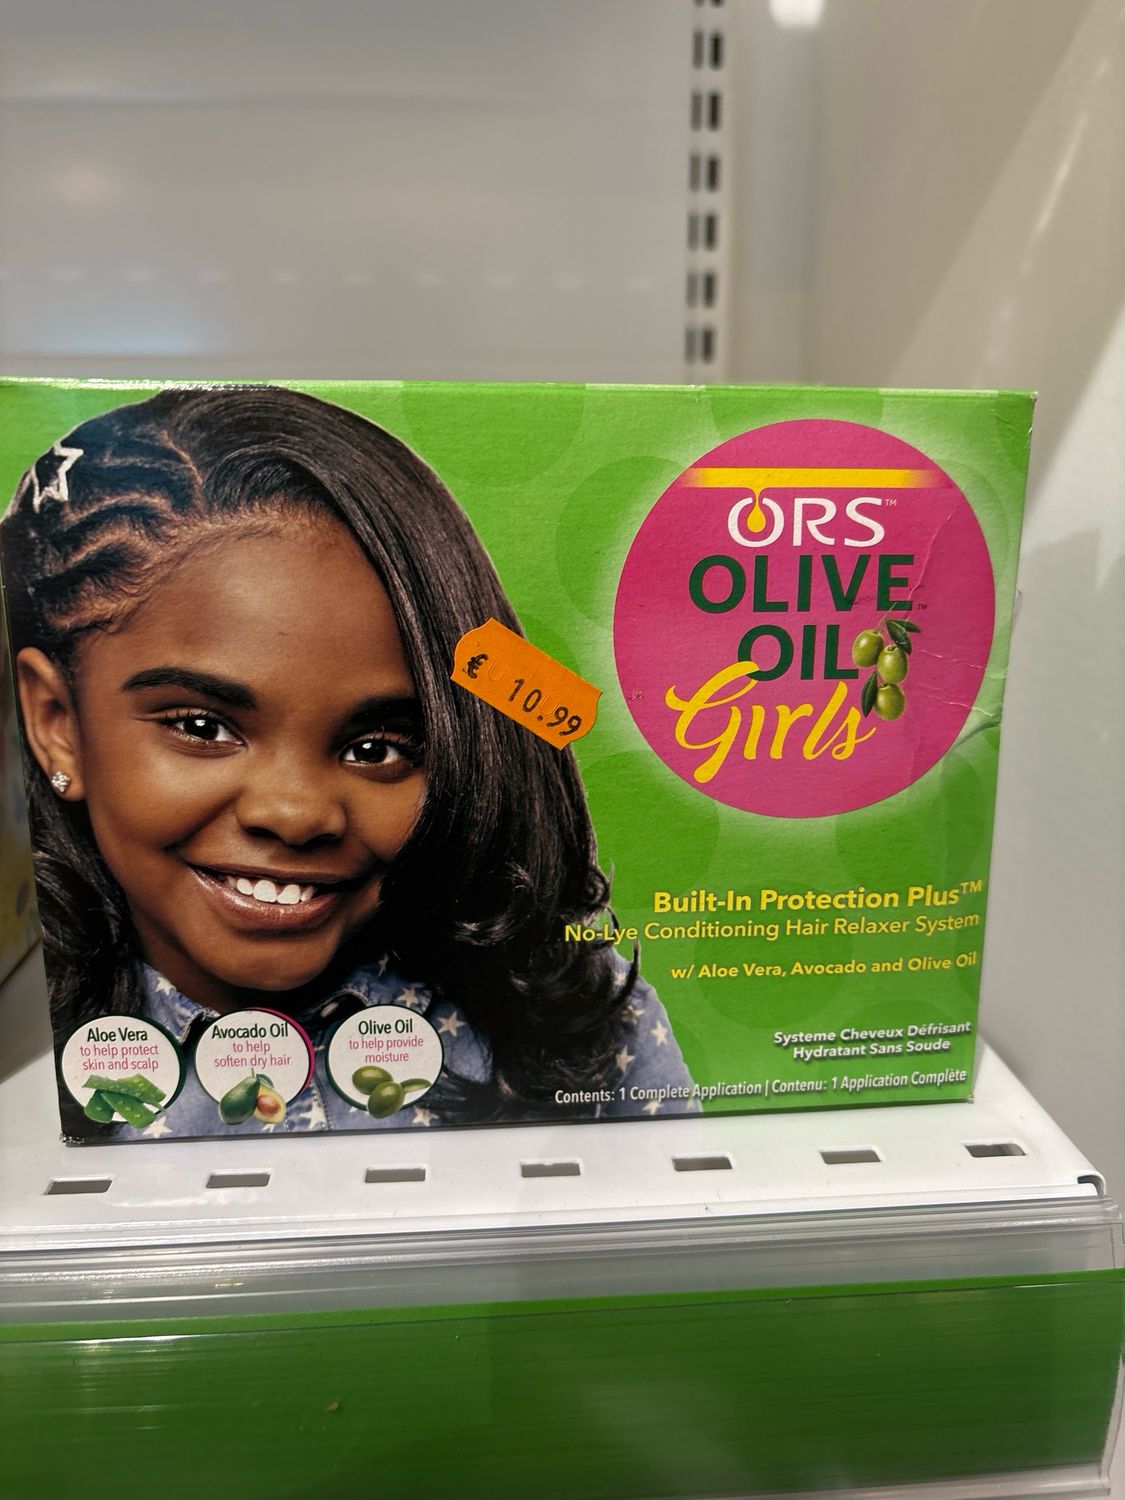 ORS™
OLIVE™
OIL
Girls
€ 10.99
Built-In Protection Plus™
No-Lye Conditioning Hair Relaxer System
w/ Aloe Vera, Avocado and Olive Oil
Systeme Cheveux Défrisant
Hydratant Sans Soude
Contents: 1 Complete Application | Contenu: 1 Application Complète
Aloe Vera
to help protect
skin and scalp
Avocado Oil
to help
soften dry hair
Olive Oil
to help provide
moisture